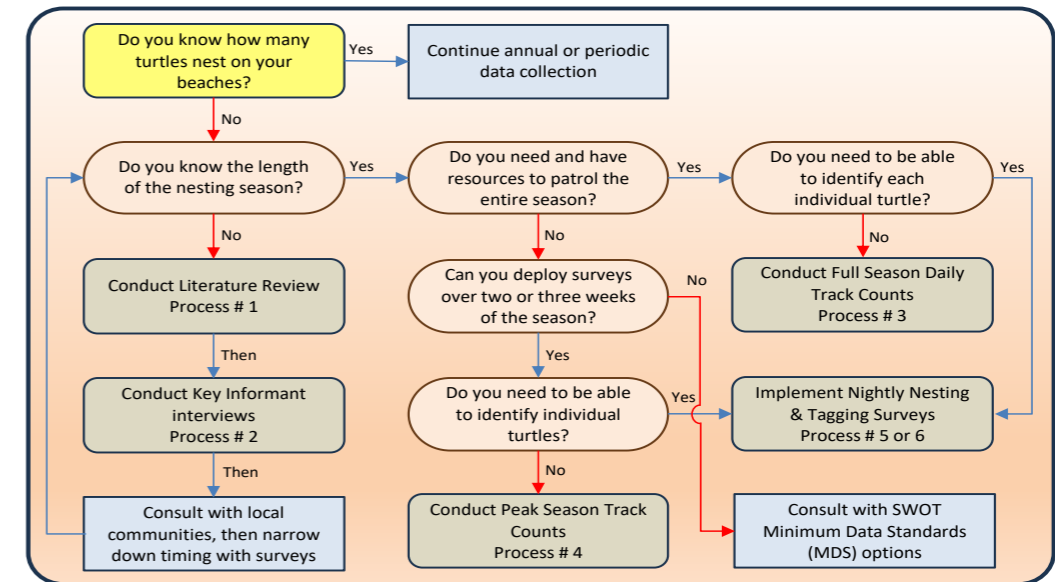 Do you know how many
turtles nest on your
beaches?
Yes
Continue annual or periodic
data collection
No
Do you know the length
of the nesting season?
Yes
Do you need and have
resources to patrol the
entire season?
Yes
Do you need to be able
to identify each
individual turtle?
Yes
No
No
No
Conduct Literature Review
Process # 1
Can you deploy surveys
over two or three weeks
of the season?
No
Conduct Full Season Daily
Track Counts
Process # 3
Then
Yes
Conduct Key Informant
interviews
Process # 2
Do you need to be able
to identify individual
turtles?
Yes
Implement Nightly Nesting
& Tagging Surveys
Process # 5 or 6
Then
No
Consult with local
communities, then narrow
down timing with surveys
Conduct Peak Season Track
Counts
Process # 4
Consult with SWOT
Minimum Data Standards
(MDS) options